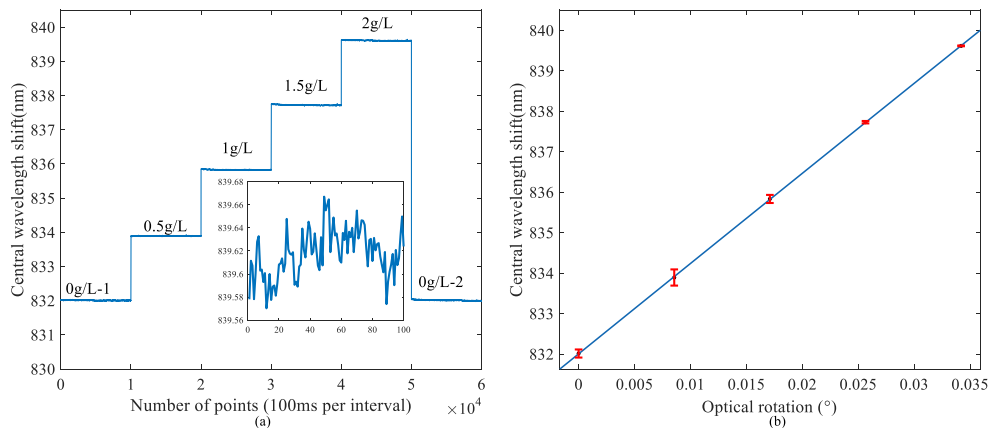 840
839
838
837
836
835
834
833
832
831
830
Central wavelength shift(nm)
0g/L-1
0.5g/L
1g/L
1.5g/L
2g/L
0g/L-2
839.68
839.66
839.64
839.62
839.6
839.58
839.56
0 20 40 60 80 100
0 1 2 3 4 5 6
Number of points (100ms per interval) ×10⁴
(a)
840
839
838
837
836
835
834
833
832
Central wavelength shift(nm)
0 0.005 0.01 0.015 0.02 0.025 0.03 0.035
Optical rotation (°)
(b)